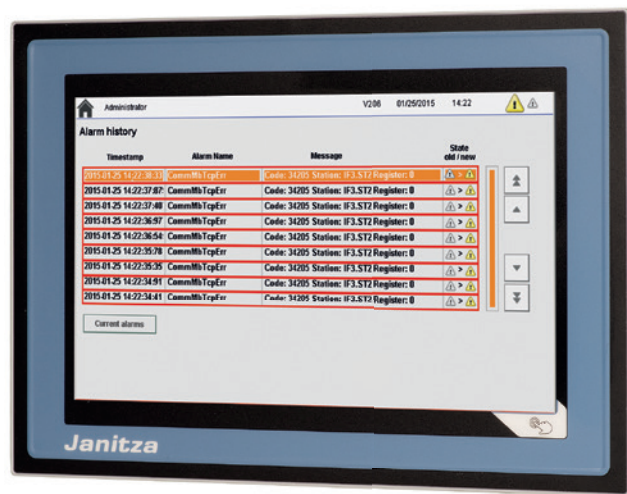 Administrator V206 01/25/2015 14:22
Alarm history
Timestamp Alarm Name Message State old / new
2015-01-25 14:22:38:33 CommMbTcpErr Code: 34205 Station: IF3.ST2 Register: 0 >
2015-01-25 14:22:37:87 CommMbTcpErr Code: 34205 Station: IF3.ST2 Register: 0 >
2015-01-25 14:22:37:40 CommMbTcpErr Code: 34205 Station: IF3.ST2 Register: 0 >
2015-01-25 14:22:36:97 CommMbTcpErr Code: 34205 Station: IF3.ST2 Register: 0 >
2015-01-25 14:22:36:54 CommMbTcpErr Code: 34205 Station: IF3.ST2 Register: 0 >
2015-01-25 14:22:35:78 CommMbTcpErr Code: 34205 Station: IF3.ST2 Register: 0 >
2015-01-25 14:22:35:35 CommMbTcpErr Code: 34205 Station: IF3.ST2 Register: 0 >
2015-01-25 14:22:34:91 CommMbTcpErr Code: 34205 Station: IF3.ST2 Register: 0 >
2015-01-25 14:22:34:41 CommMbTcpErr Code: 34205 Station: IF3.ST2 Register: 0 >
Current alarms
Janitza